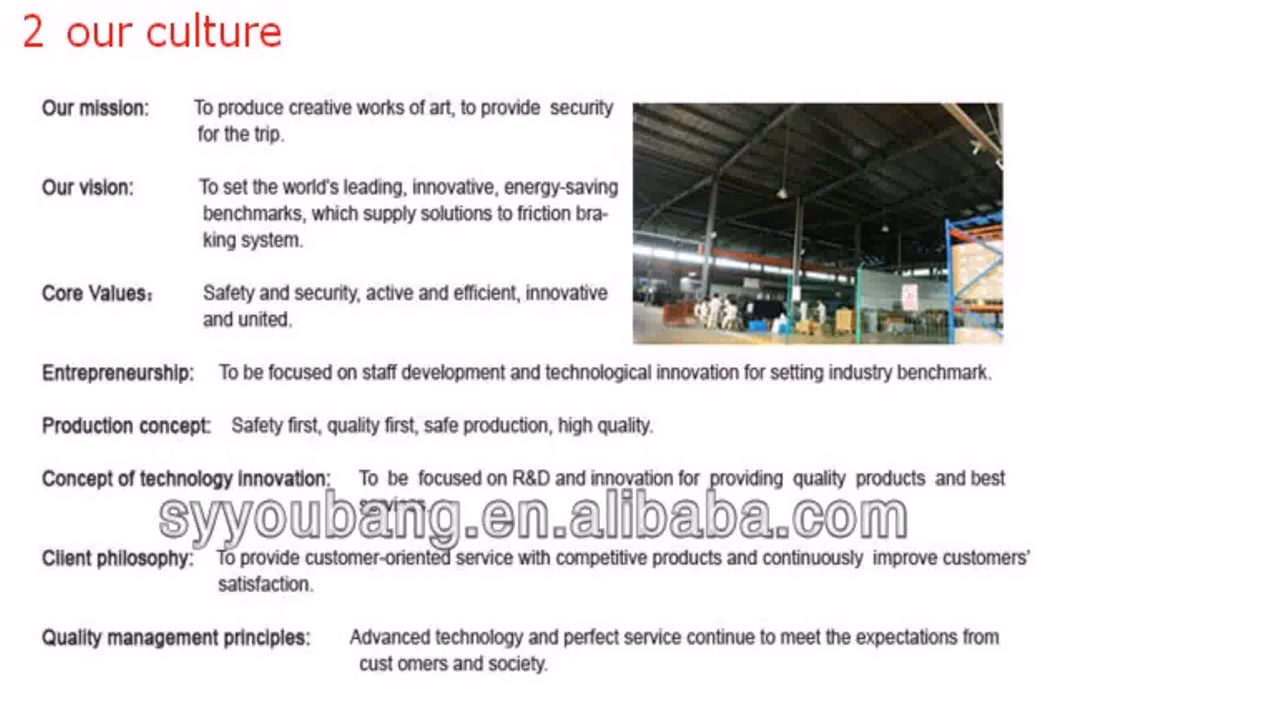 2 our culture
Our mission: To produce creative works of art, to provide security
for the trip.
Our vision: To set the world's leading, innovative, energy-saving
benchmarks, which supply solutions to friction bra-
king system.
Core Values: Safety and security, active and efficient, innovative
and united.
Entrepreneurship: To be focused on staff development and technological innovation for setting industry benchmark.
Production concept: Safety first, quality first, safe production, high quality.
Concept of technology innovation: To be focused on R&D and innovation for providing quality products and best
services.
syyoubang.en.alibaba.com
Client philosophy: To provide customer-oriented service with competitive products and continuously improve customers'
satisfaction.
Quality management principles: Advanced technology and perfect service continue to meet the expectations from
cust omers and society.